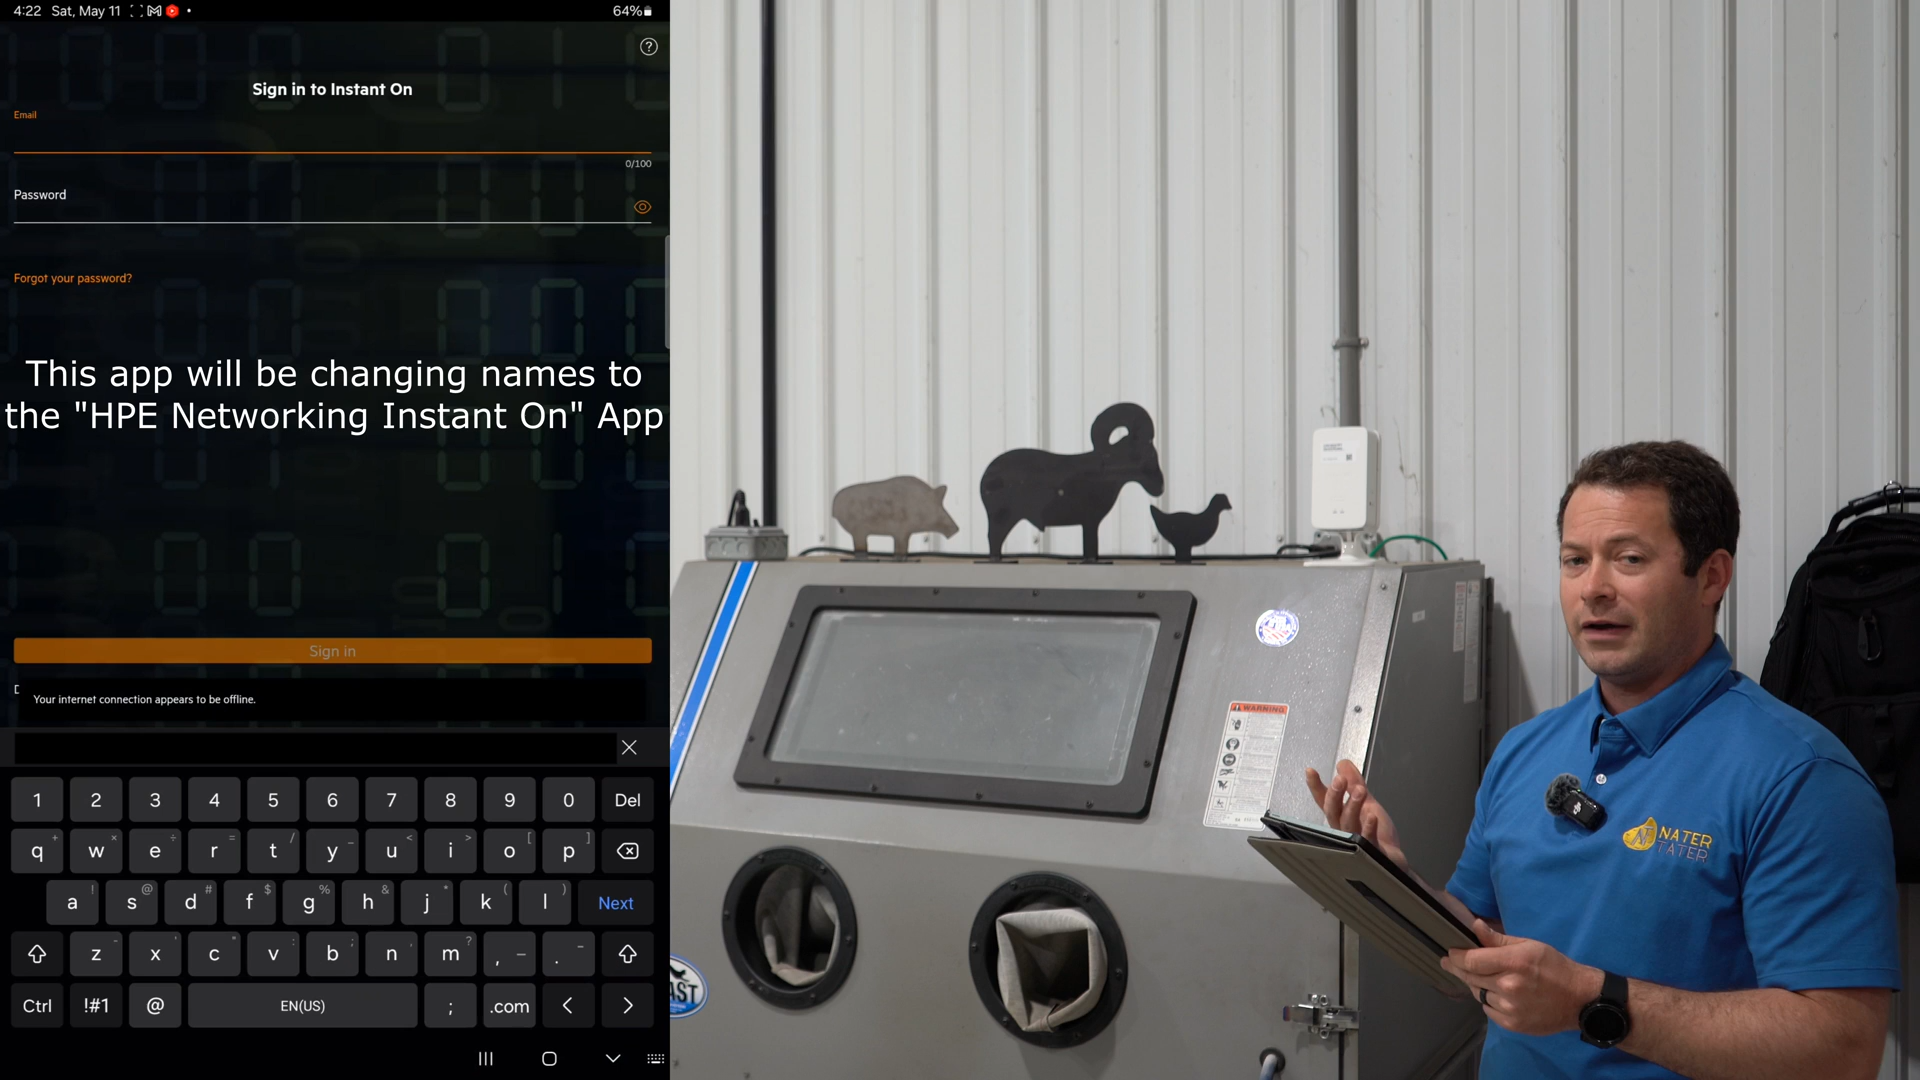 4:22 Sat, May 11
64%
Sign in to Instant On
Email
0/100
Password
Forgot your password?
This app will be changing names to
the "HPE Networking Instant On" App
Sign in
Your internet connection appears to be offline.
1 2 3 4 5 6 7 8 9 0 Del
q w e r t y u i o p
a s d f g h j k l Next
z x c v b n m , .
Ctrl !#1 @ EN(US) ; .com < >
WARNING
NATER
TATER